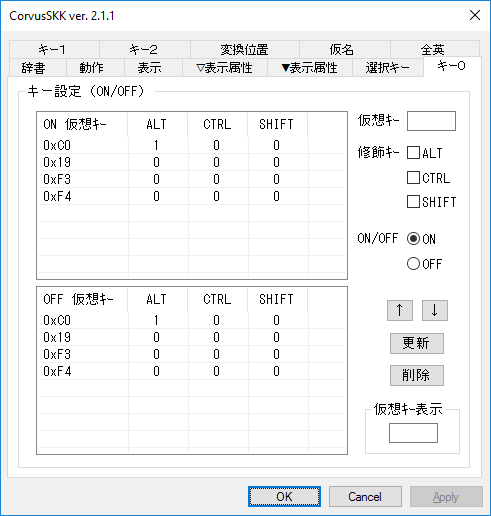 CorvusSKK ver. 2.1.1
キー1 キー2 変換位置 仮名 全英
辞書 動作 表示 ▽表示属性 ▼表示属性 選択キー キー0
キー設定 (ON/OFF)
ON 仮想キー ALT CTRL SHIFT
0xC0 1 0 0
0x19 0 0 0
0xF3 0 0 0
0xF4 0 0 0
仮想キー
修飾キー ALT
CTRL
SHIFT
ON/OFF ON
OFF
OFF 仮想キー ALT CTRL SHIFT
0xC0 1 0 0
0x19 0 0 0
0xF3 0 0 0
0xF4 0 0 0
↑ ↓
更新
削除
仮想キー表示
OK Cancel Apply